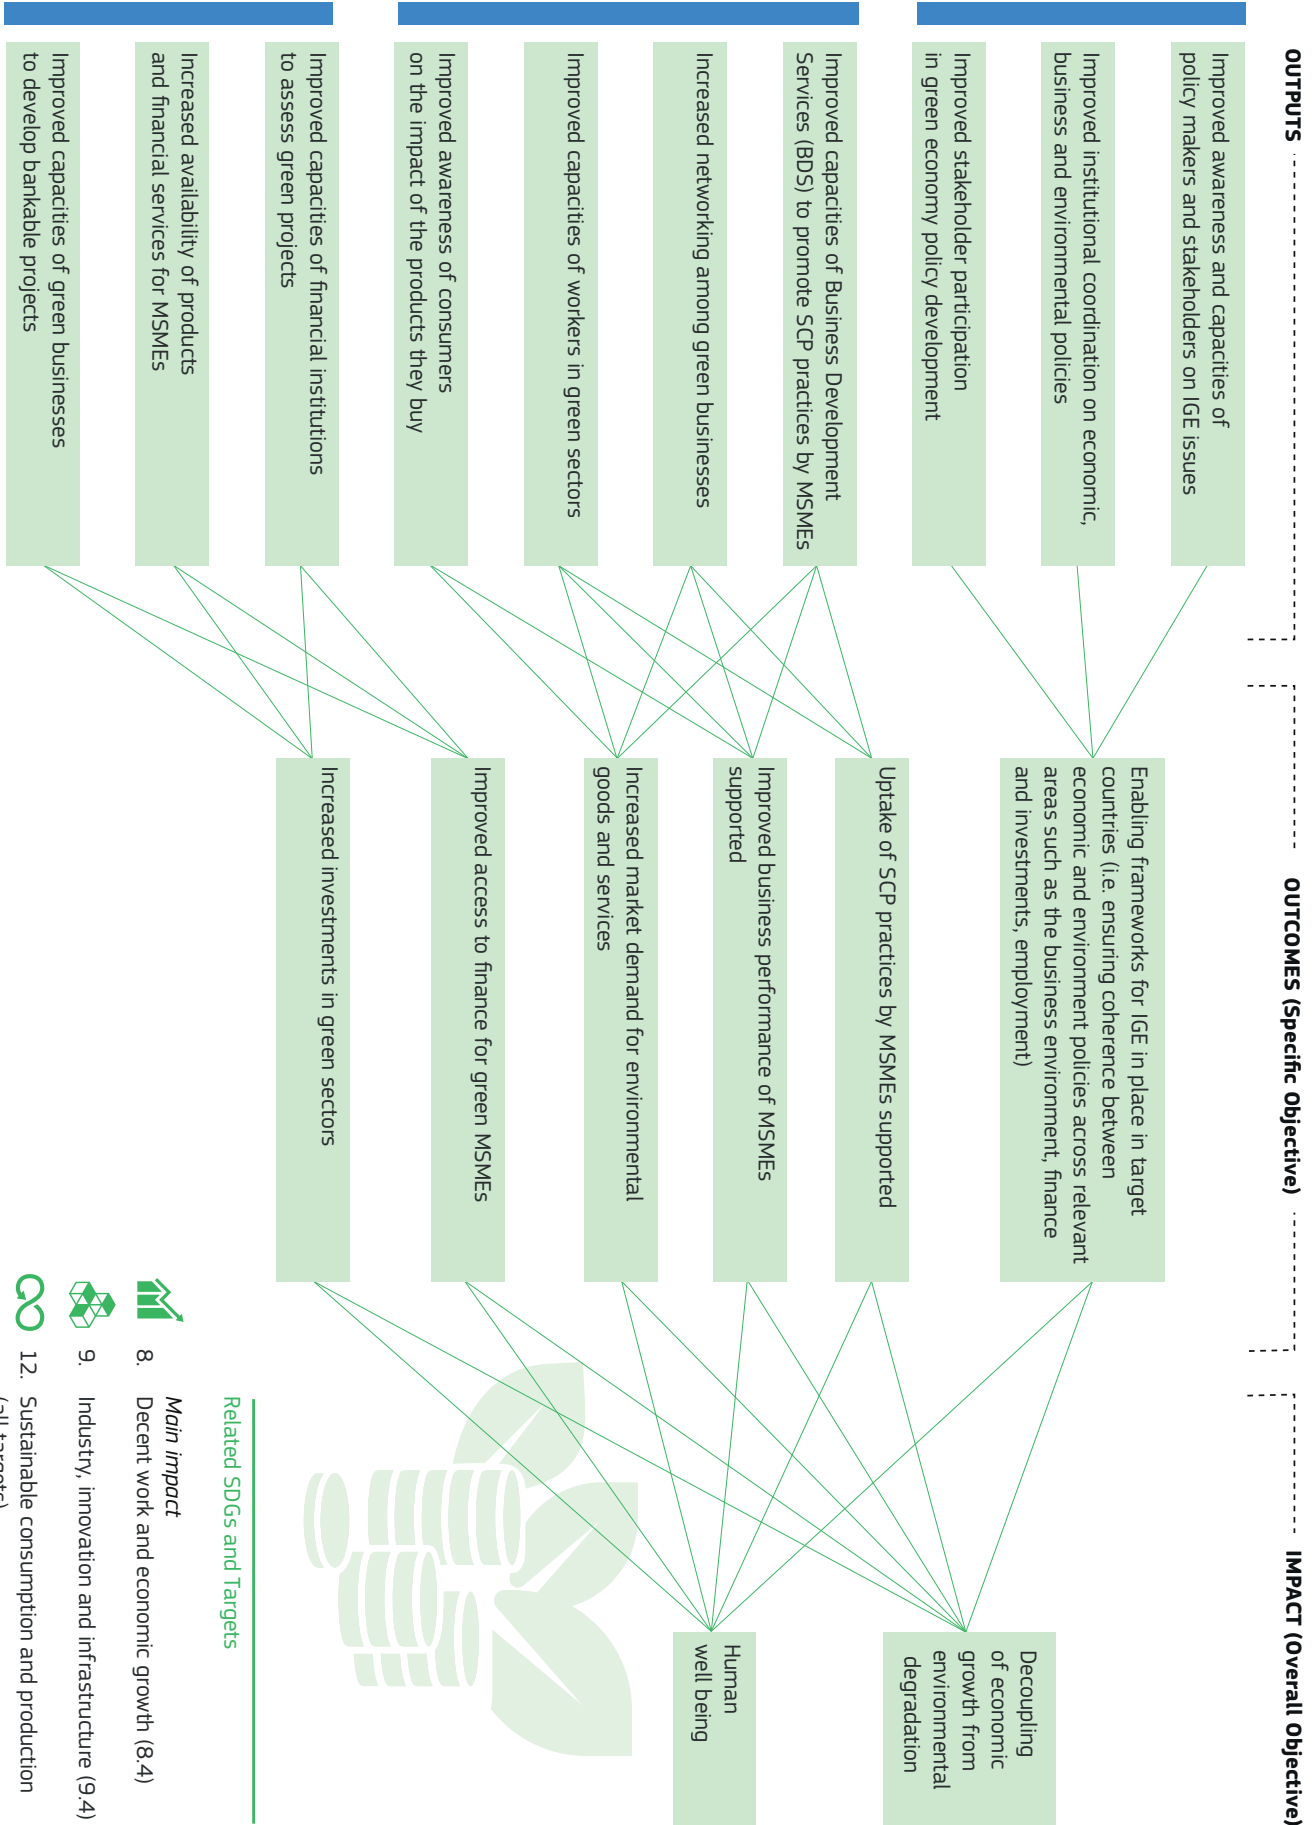 OUTPUTS
OUTCOMES (Specific Objective)
IMPACT (Overall Objective)
Improved awareness and capacities of
policy makers and stakeholders on IGE issues
Improved institutional coordination on economic,
business and environmental policies
Improved stakeholder participation
in green economy policy development
Improved capacities of Business Development
Services (BDS) to promote SCP practices by MSMEs
Increased networking among green businesses
Improved capacities of workers in green sectors
Improved awareness of consumers
on the impact of the products they buy
Improved capacities of financial institutions
to assess green projects
Increased availability of products
and financial services for MSMEs
Improved capacities of green businesses
to develop bankable projects
Enabling frameworks for IGE in place in target
countries (i.e. ensuring coherence between
economic and environment policies across relevant
areas such as the business environment, finance
and investments, employment)
Uptake of SCP practices by MSMEs supported
Improved business performance of MSMEs
supported
Increased market demand for environmental
goods and services
Improved access to finance for green MSMEs
Increased investments in green sectors
Decoupling
of economic
growth from
environmental
degradation
Human
well being
Related SDGs and Targets
Main impact
8. Decent work and economic growth (8.4)
9. Industry, innovation and infrastructure (9.4)
12. Sustainable consumption and production
(all targets)